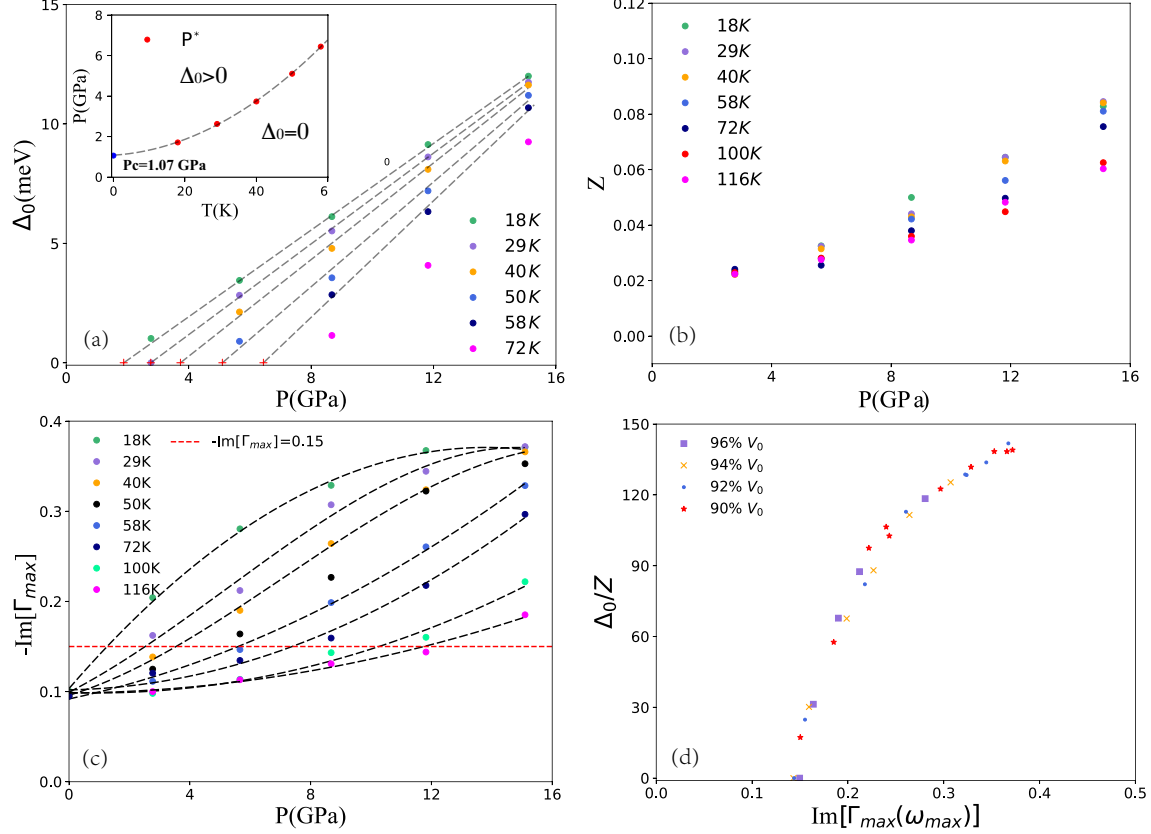 15
10
5
0
Δ₀(meV)
8
6
4
2
0
P(GPa)
P*
Δ₀>0
Δ₀=0
Pc=1.07 GPa
0
20
40
6
T(K)
0
18K
29K
40K
50K
58K
72K
(a)
0
4
8
12
16
P(GPa)
0.12
0.10
0.08
0.06
0.04
0.02
0.00
Z
18K
29K
40K
58K
72K
100K
116K
(b)
0
4
8
12
16
P(GPa)
0.4
0.3
0.2
0.1
0.0
-Im[Γmax]
18K
29K
40K
50K
58K
72K
100K
116K
-Im[Γmax]=0.15
(c)
0
4
8
12
16
P(GPa)
150
120
90
60
30
0
Δ₀/Z
96% V₀
94% V₀
92% V₀
90% V₀
(d)
0.0
0.1
0.2
0.3
0.4
0.5
Im[Γmax(ωmax)]